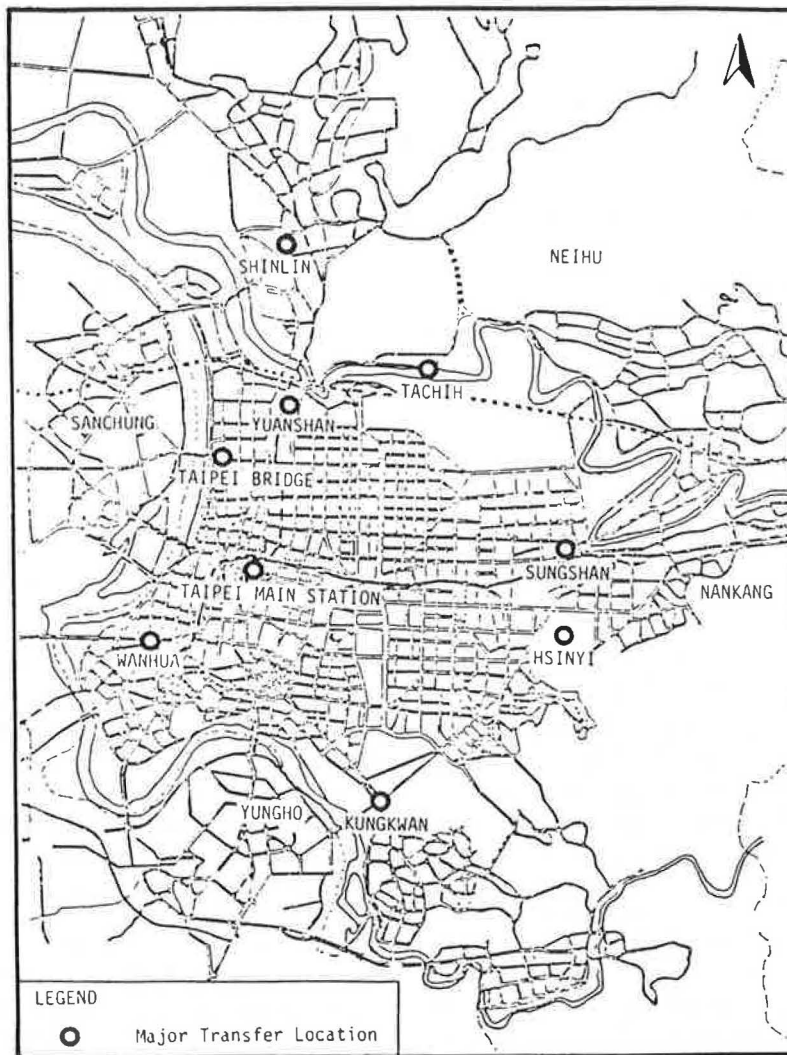 SHINLIN
NEIHU
TACHIH
SANCHUNG
YUANSHAN
TAIPEI BRIDGE
SUNGSHAN
TAIPEI MAIN STATION
NANKANG
WANHUA
HSINYI
YUNGHO
KUNGKWAN
LEGEND
Major Transfer Location